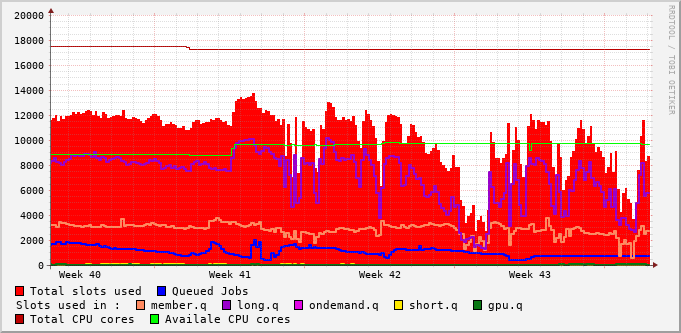 20000
18000
16000
14000
12000
10000
8000
6000
4000
2000
0
Week 40 Week 41 Week 42 Week 43
RRDTOOL / TOBI OETIKER
Total slots used Queued Jobs
Slots used in : member.q long.q ondemand.q short.q gpu.q
Total CPU cores Availale CPU cores